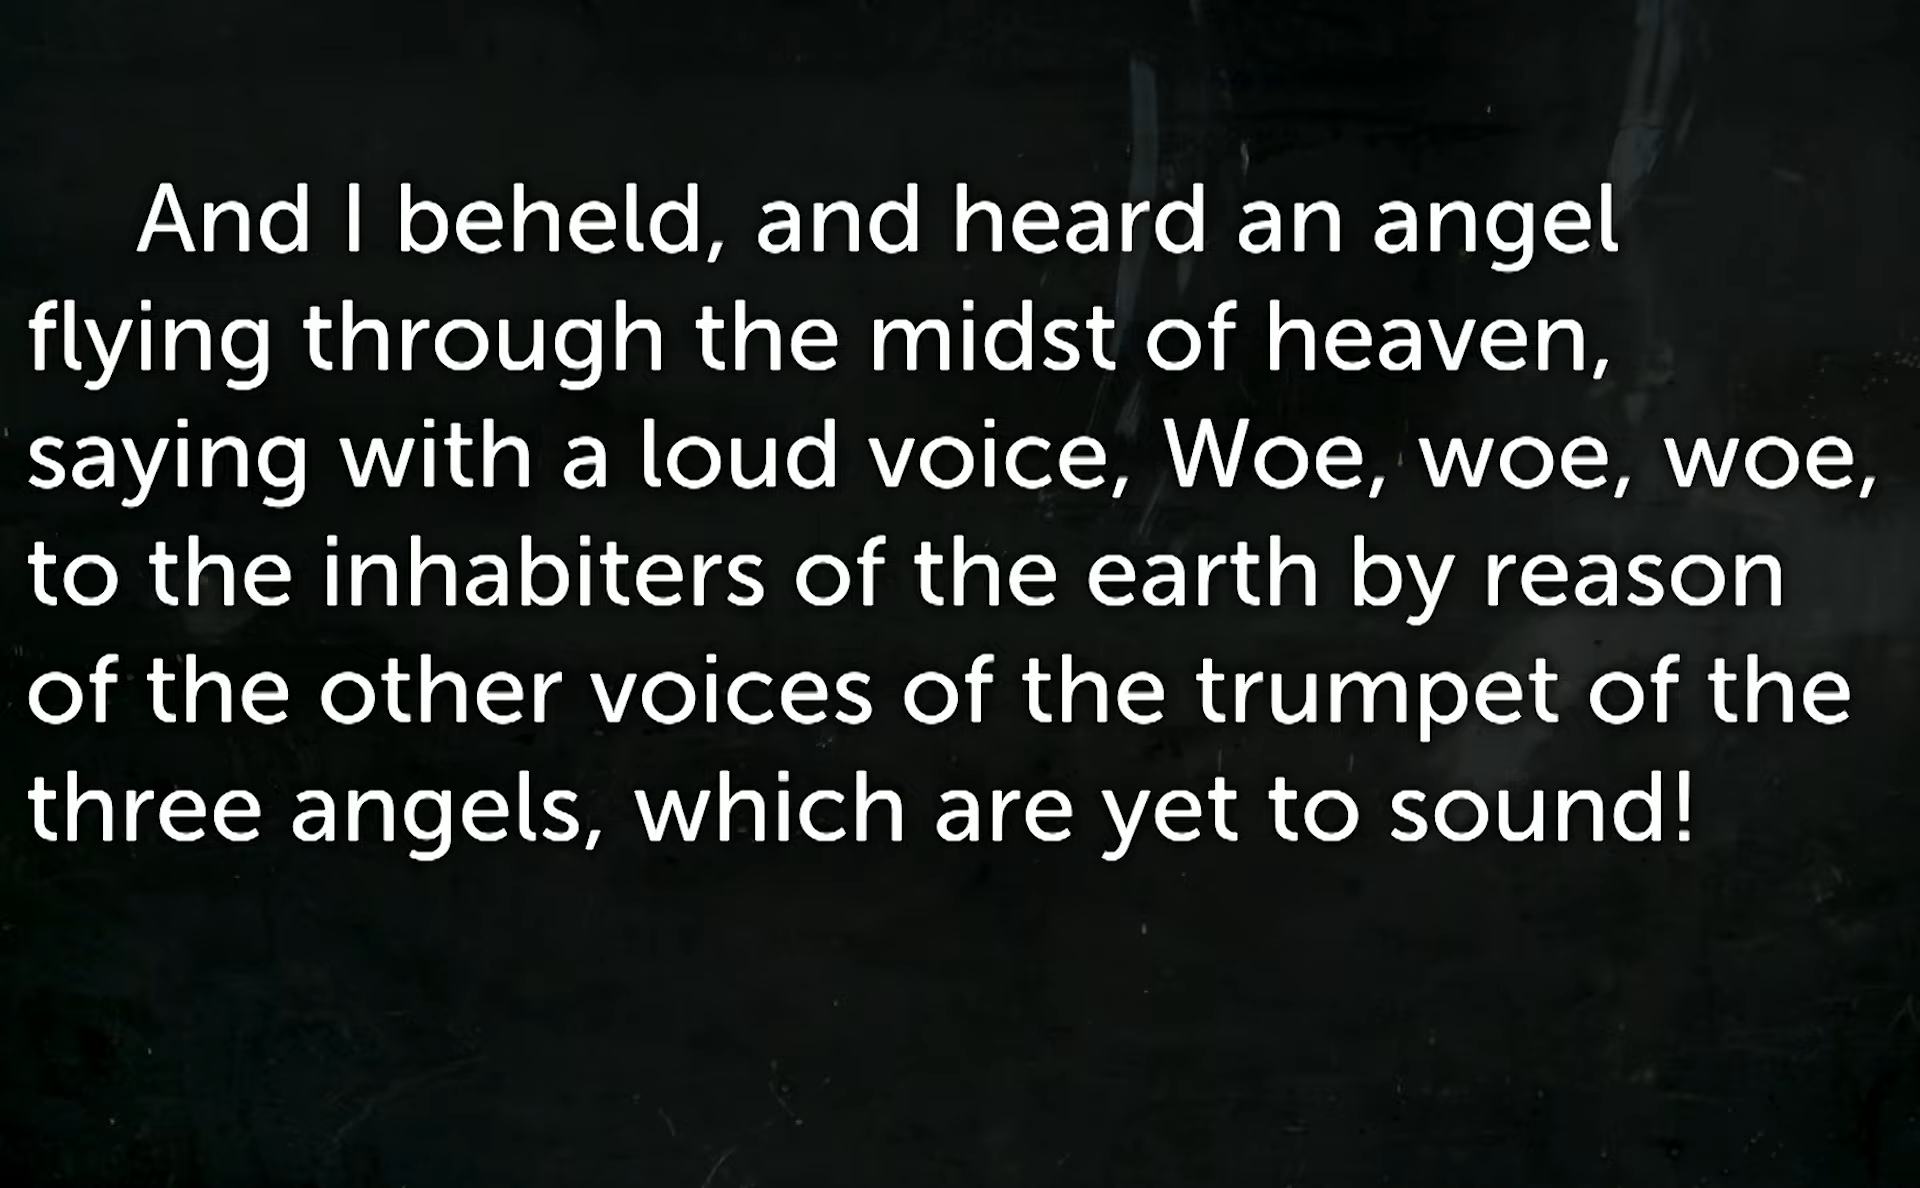 And I beheld, and heard an angel
flying through the midst of heaven,
saying with a loud voice, Woe, woe, woe,
to the inhabiters of the earth by reason
of the other voices of the trumpet of the
three angels, which are yet to sound!